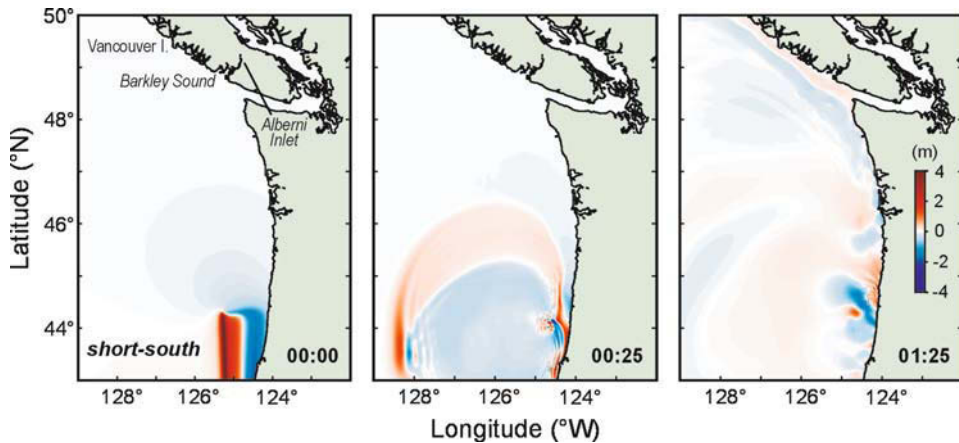 50°
48°
46°
44°
Latitude (°N)
Vancouver I.
Barkley Sound
Alberni
Inlet
short-south
00:00
00:25
(m)
4
2
0
-2
-4
01:25
128° 126° 124° 128° 126° 124° 128° 126° 124°
Longitude (°W)